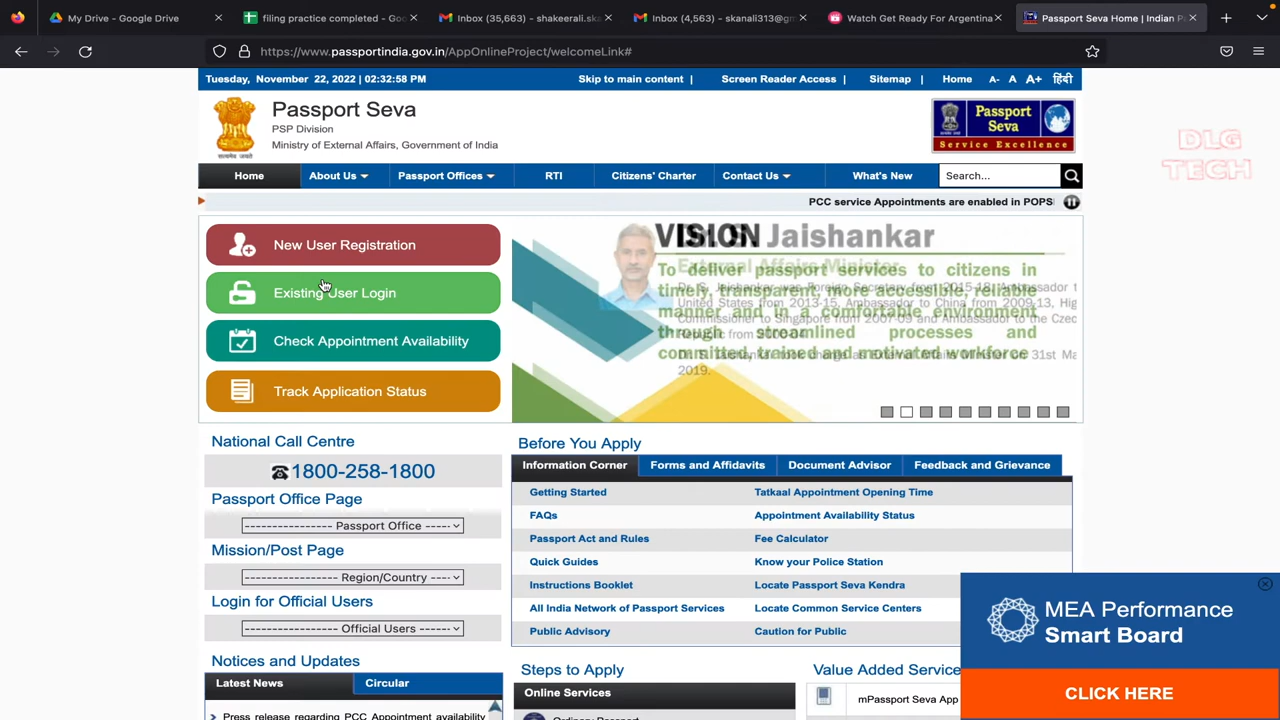 My Drive - Google Drive
filing practice completed - Goo
Inbox (35,663) - shakeerali.ska
Inbox (4,563) - skanali313@gm
Watch Get Ready For Argentina
Passport Seva Home | Indian P
https://www.passportindia.gov.in/AppOnlineProject/welcomeLink#
Tuesday, November 22, 2022 | 02:32:58 PM
Skip to main content | Screen Reader Access | Sitemap | Home A- A A+ हिंदी
Passport Seva
PSP Division
Ministry of External Affairs, Government of India
Passport
Seva
Service Excellence
DLG
TECH
Home About Us Passport Offices RTI Citizens' Charter Contact Us What's New Search...
PCC service Appointments are enabled in POPS
New User Registration
Existing User Login
Check Appointment Availability
Track Application Status
VISION
Jaishankar
External Affairs Minister
To deliver passport services to citizens in
timely, transparent, more accessible, reliable
manner and in a comfortable environment
through streamlined processes and
committed, trained and motivated workforce
2019.
National Call Centre
1800-258-1800
Passport Office Page
---------------- Passport Office -----
Mission/Post Page
---------------- Region/Country ----
Login for Official Users
---------------- Official Users ----
Notices and Updates
Latest News Circular
Press release regarding PCC Appointment availability
Before You Apply
Information Corner Forms and Affidavits Document Advisor Feedback and Grievance
Getting Started Tatkaal Appointment Opening Time
FAQs Appointment Availability Status
Passport Act and Rules Fee Calculator
Quick Guides Know your Police Station
Instructions Booklet Locate Passport Seva Kendra
All India Network of Passport Services Locate Common Service Centers
Public Advisory Caution for Public
Steps to Apply
Online Services
Ordinary Passport
Value Added Service
mPassport Seva App
MEA Performance
Smart Board
CLICK HERE